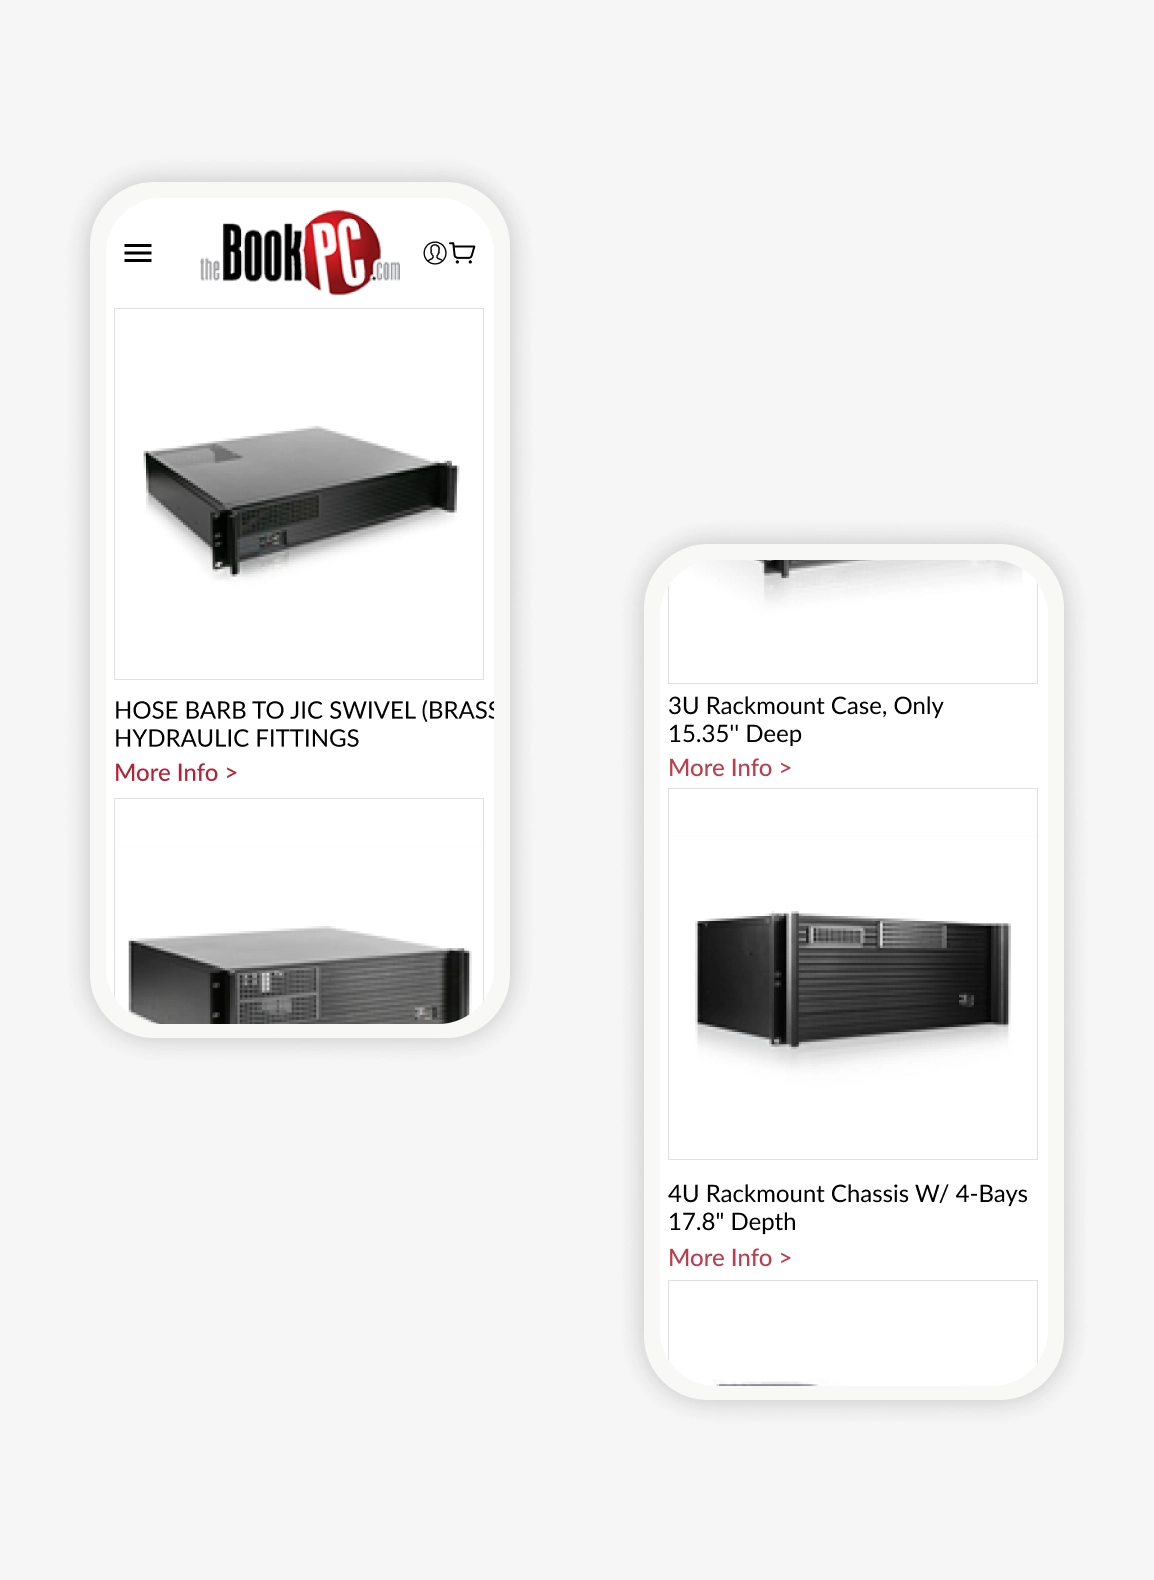 theBookPC.com
HOSE BARB TO JIC SWIVEL (BRASS
HYDRAULIC FITTINGS
More Info >
3U Rackmount Case, Only
15.35" Deep
More Info >
4U Rackmount Chassis W/ 4-Bays
17.8" Depth
More Info >